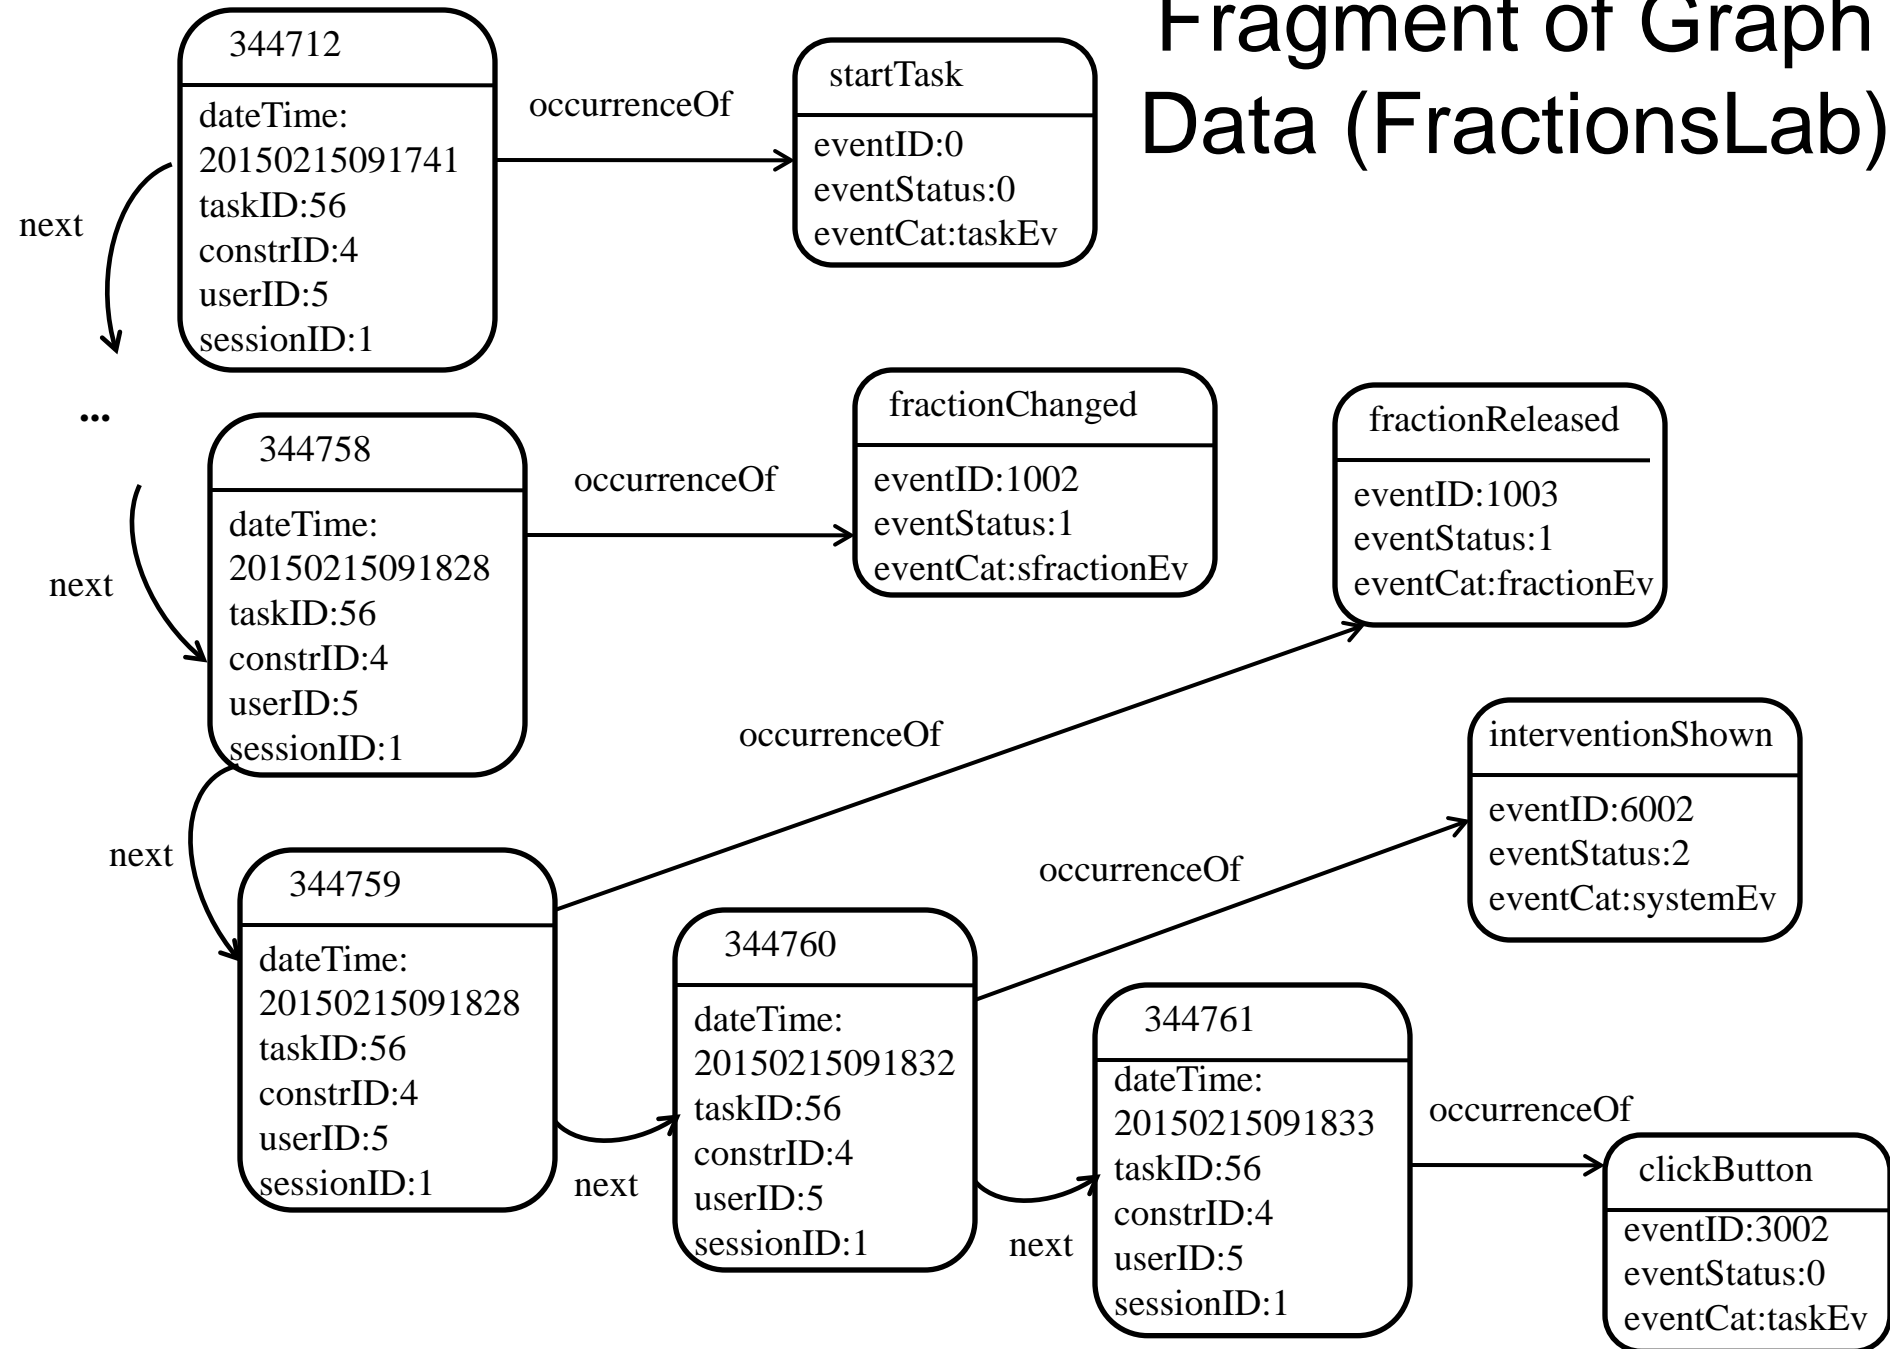 Fragment of Graph
Data (FractionsLab)
344712
dateTime:
20150215091741
taskID:56
constrID:4
userID:5
sessionID:1
occurrenceOf
startTask
eventID:0
eventStatus:0
eventCat:taskEv
next
...
next
344758
dateTime:
20150215091828
taskID:56
constrID:4
userID:5
sessionID:1
occurrenceOf
fractionChanged
eventID:1002
eventStatus:1
eventCat:sfractionEv
fractionReleased
eventID:1003
eventStatus:1
eventCat:fractionEv
next
344759
dateTime:
20150215091828
taskID:56
constrID:4
userID:5
sessionID:1
occurrenceOf
next
344760
dateTime:
20150215091832
taskID:56
constrID:4
userID:5
sessionID:1
occurrenceOf
interventionShown
eventID:6002
eventStatus:2
eventCat:systemEv
next
344761
dateTime:
20150215091833
taskID:56
constrID:4
userID:5
sessionID:1
occurrenceOf
clickButton
eventID:3002
eventStatus:0
eventCat:taskEv